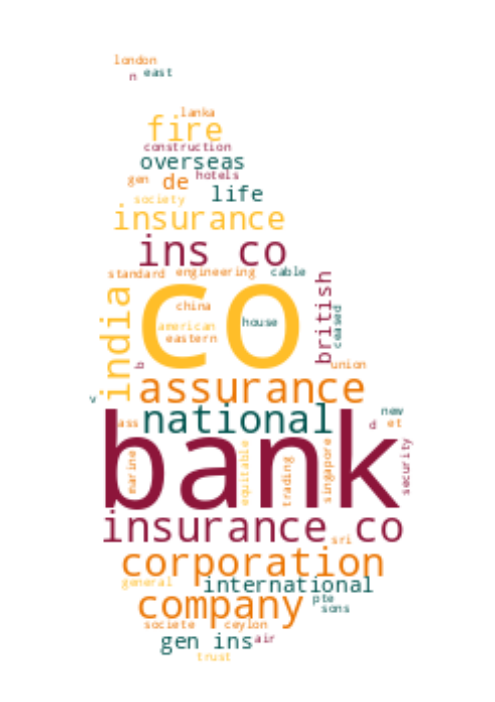 london
n east
lanka
fire
construction
overseas
gen de hotels
life
society
insurance
ins co
standard engineering cable
india
co
china
american
eastern
house
british
ceased
b
union
v
assurance
ass
national
new
d et
bank
marine
equitable
trading
singapore
security
insurance co
sri
corporation
general
international
company
pte
sons
societe ceylon
gen ins
air
trust